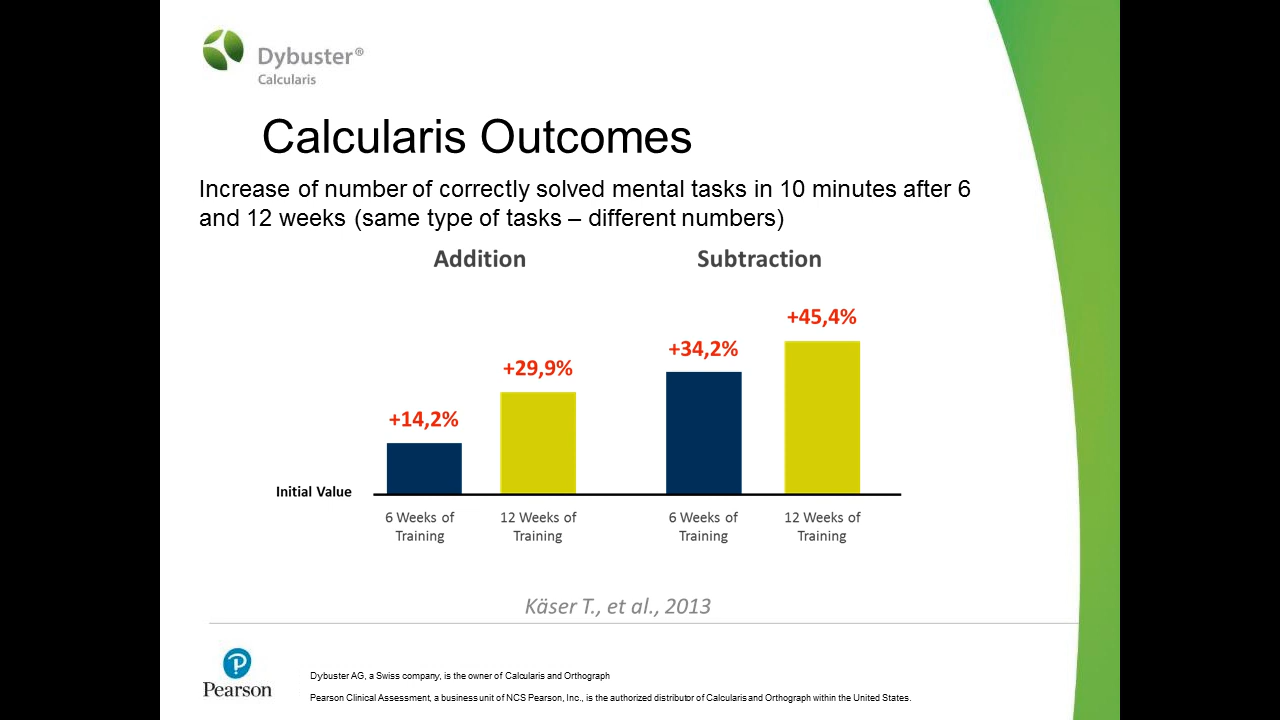 Dybuster®
Calcularis
Calcularis Outcomes
Increase of number of correctly solved mental tasks in 10 minutes after 6
and 12 weeks (same type of tasks – different numbers)
Addition
Subtraction
+14,2%
+29,9%
+34,2%
+45,4%
Initial Value
6 Weeks of
Training
12 Weeks of
Training
6 Weeks of
Training
12 Weeks of
Training
Käser T., et al., 2013
Pearson
Dybuster AG, a Swiss company, is the owner of Calcularis and Orthograph
Pearson Clinical Assessment, a business unit of NCS Pearson, Inc., is the authorized distributor of Calcularis and Orthograph within the United States.